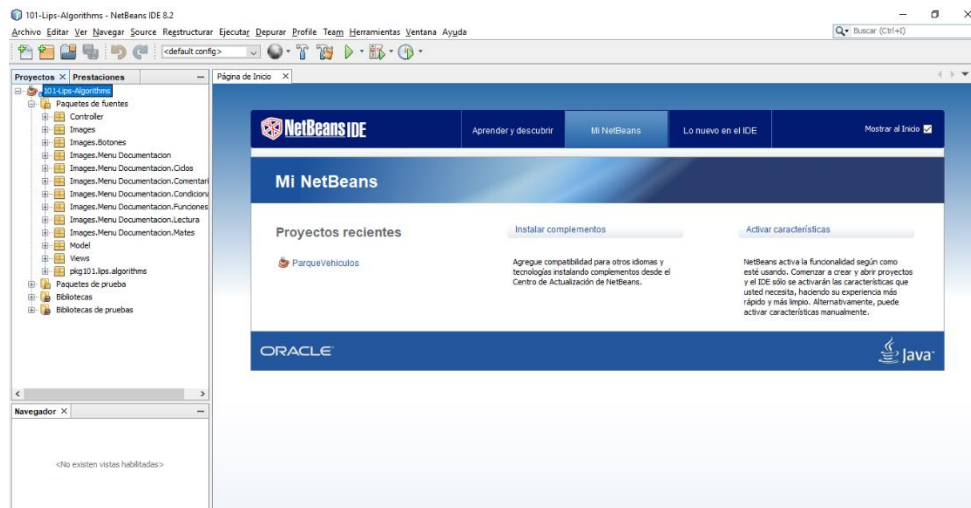 101-Lips-Algorithms - NetBeans IDE 8.2
Archivo Editar Ver Navegar Source Reestructurar Ejecutar Depurar Profile Team Herramientas Ventana Ayuda
Buscar (Ctrl+I)
<default config>
Proyectos Prestaciones
Página de Inicio
101-Lips-Algorithms
Paquetes de fuentes
Controller
Images
Images.Botones
Images.Menu Documentacion
Images.Menu Documentacion.Ciclos
Images.Menu Documentacion.Comentari
Images.Menu Documentacion.Condicion
Images.Menu Documentacion.Funciones
Images.Menu Documentacion.Lectura
Images.Menu Documentacion.Mates
Model
Views
pkg101.lips.algorithms
Paquetes de prueba
Bibliotecas
Bibliotecas de pruebas
NetBeans IDE
Aprender y descubrir
Mi NetBeans
Lo nuevo en el IDE
Mostrar al Inicio
Mi NetBeans
Proyectos recientes
ParqueVehiculos
Instalar complementos
Agregue compatibilidad para otros idiomas y
tecnologías instalando complementos desde el
Centro de Actualización de NetBeans.
Activar características
NetBeans activa la funcionalidad según como
esté usando. Comenzar a crear y abrir proyectos
y el IDE sólo se activarán las características que
usted necesita, haciendo su experiencia más
rápido y más limpio. Alternativamente, puede
activar características manualmente.
ORACLE
Java
Navegador
<No existen vistas habilitadas>